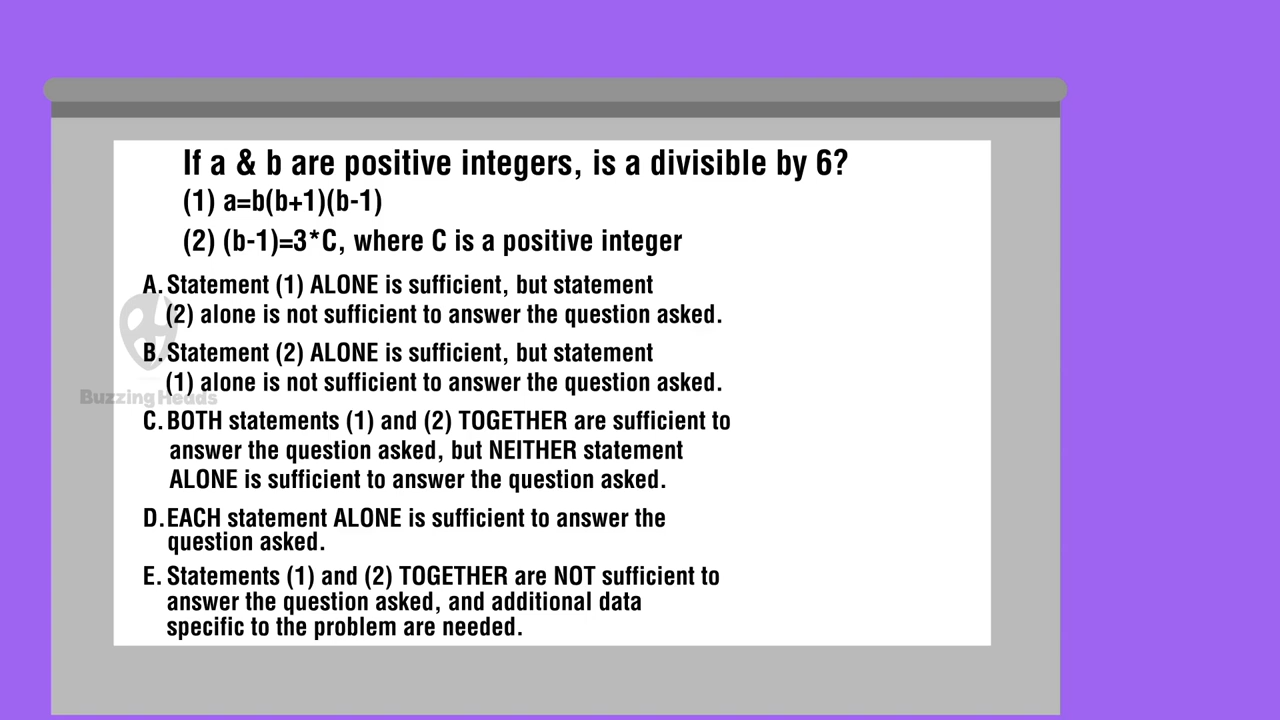 If a & b are positive integers, is a divisible by 6?
(1) a=b(b+1)(b-1)
(2) (b-1)=3*C, where C is a positive integer
A. Statement (1) ALONE is sufficient, but statement
(2) alone is not sufficient to answer the question asked.
B. Statement (2) ALONE is sufficient, but statement
(1) alone is not sufficient to answer the question asked.
BuzzingHeads
C. BOTH statements (1) and (2) TOGETHER are sufficient to
answer the question asked, but NEITHER statement
ALONE is sufficient to answer the question asked.
D. EACH statement ALONE is sufficient to answer the
question asked.
E. Statements (1) and (2) TOGETHER are NOT sufficient to
answer the question asked, and additional data
specific to the problem are needed.